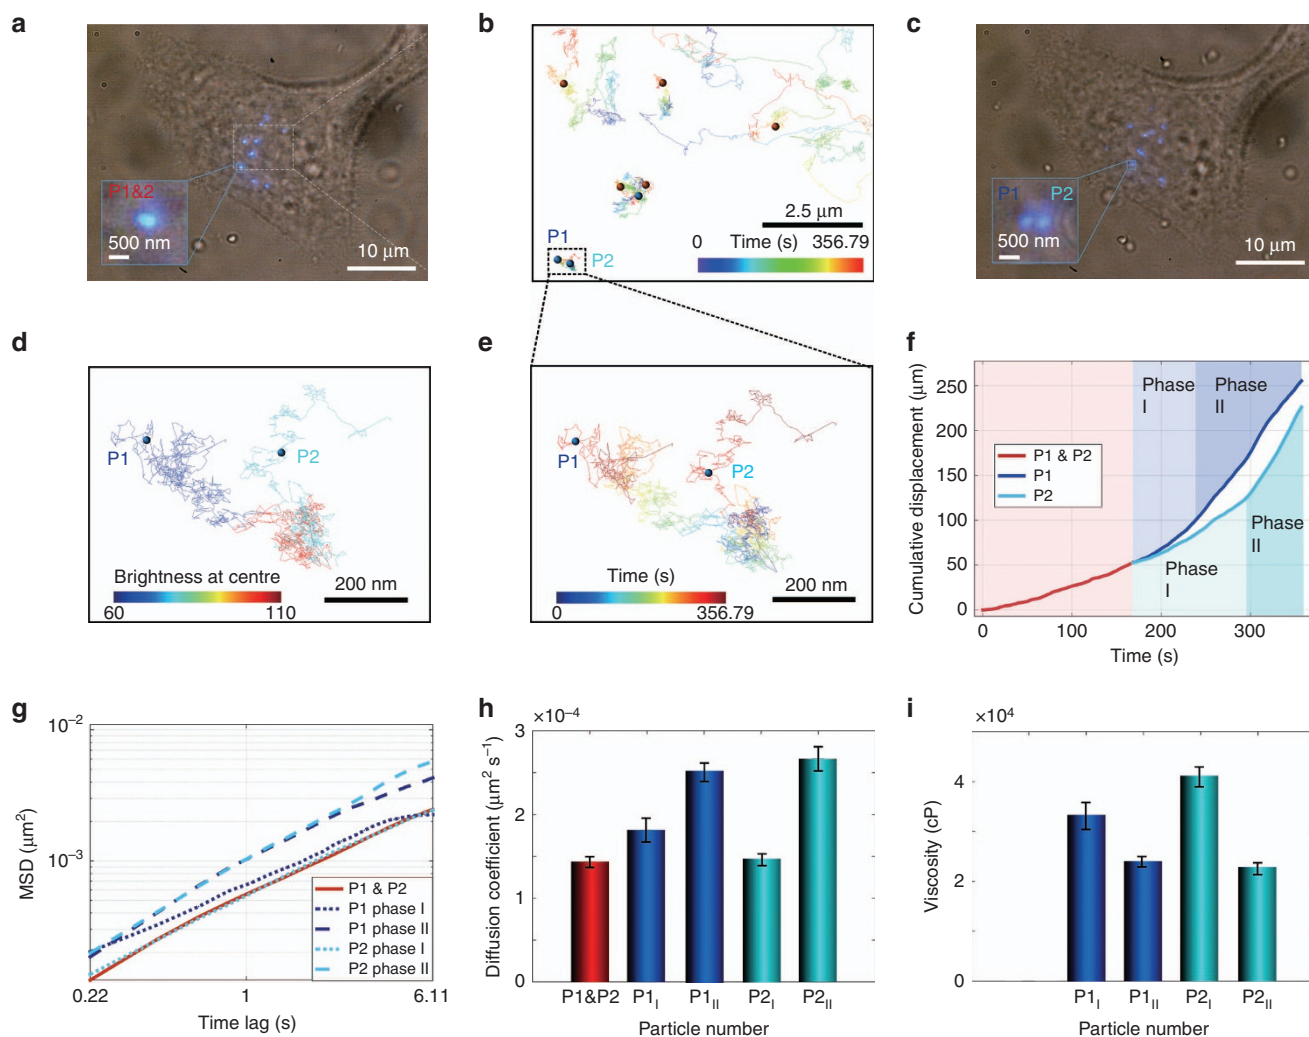 a
P1&2
500 nm
10 µm
b
2.5 µm
P1
P2
0 Time (s) 356.79
c
P1 P2
500 nm
10 µm
d
P1
P2
Brightness at centre
60 110
200 nm
e
P1
P2
Time (s)
0 356.79
200 nm
f
Cumulative displacement (µm)
250
200
150
100
50
0
0 100 200 300
Time (s)
Phase
I
Phase
II
Phase
I
Phase
II
P1 & P2
P1
P2
g
MSD (µm²)
10⁻²
10⁻³
0.22 1 6.11
Time lag (s)
P1 & P2
P1 phase I
P1 phase II
P2 phase I
P2 phase II
h
×10⁻⁴
Diffusion coefficient (µm² s⁻¹)
3
2
1
0
P1&P2 P1I P1II P2I P2II
Particle number
i
×10⁴
Viscosity (cP)
4
2
0
P1I P1II P2I P2II
Particle number